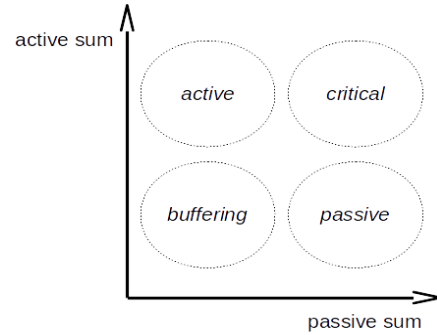 active sum
active
critical
buffering
passive
passive sum